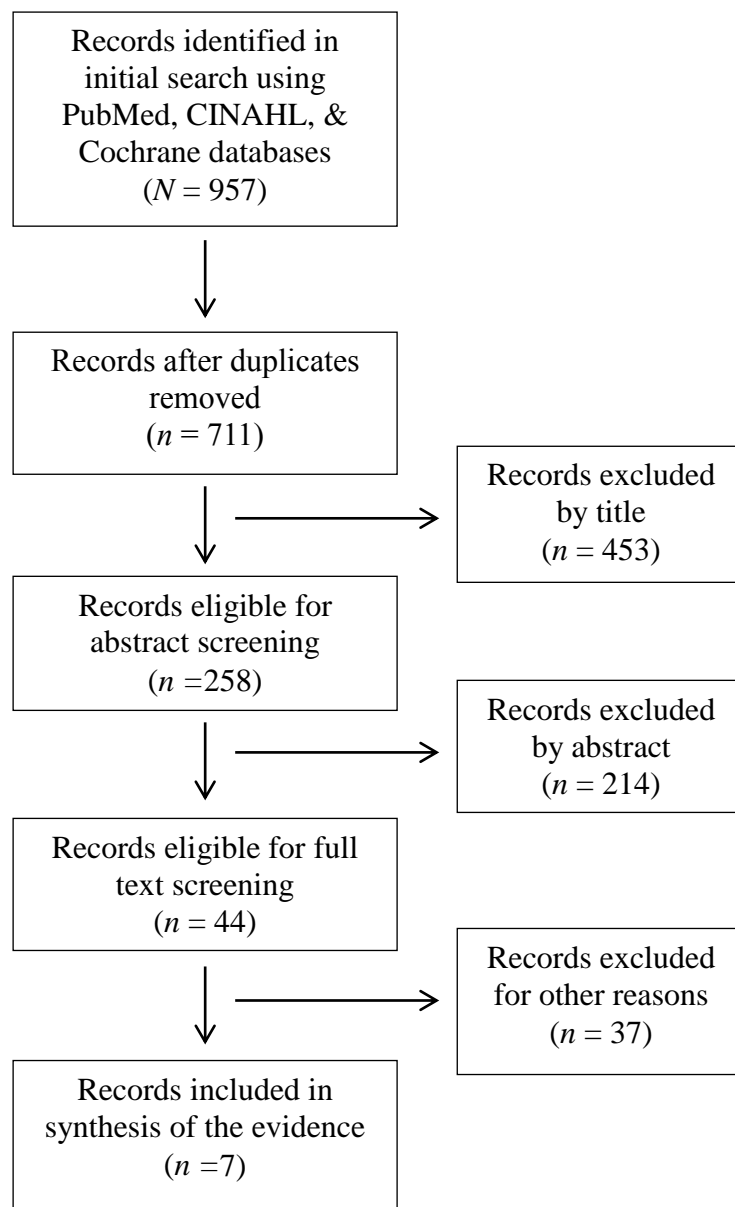 Records identified in
initial search using
PubMed, CINAHL, &
Cochrane databases
(N = 957)
Records after duplicates
removed
(n = 711)
Records excluded
by title
(n = 453)
Records eligible for
abstract screening
(n =258)
Records excluded
by abstract
(n = 214)
Records eligible for full
text screening
(n = 44)
Records excluded
for other reasons
(n = 37)
Records included in
synthesis of the evidence
(n =7)